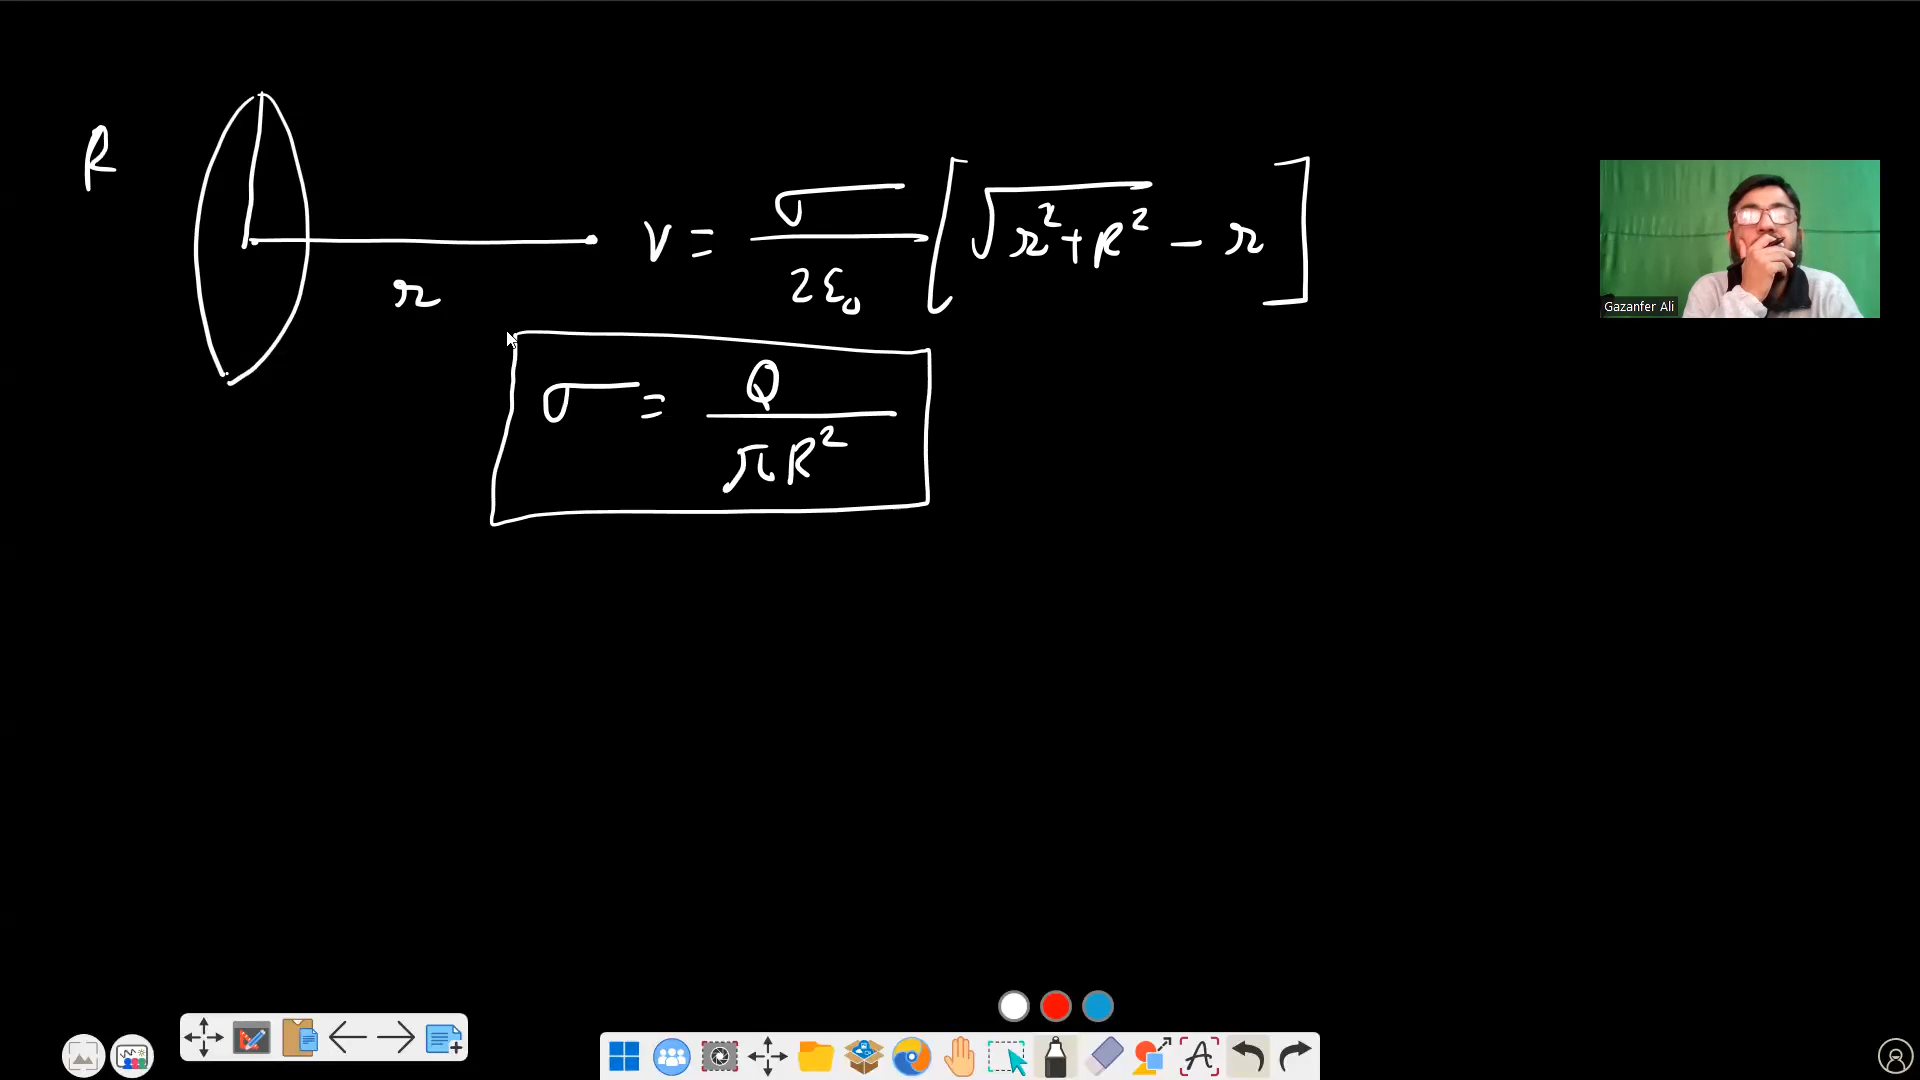 R
r
V = σ / 2ε₀ [ √(r² + R²) − r ]
σ = Q / πR²
Gazanfer Ali